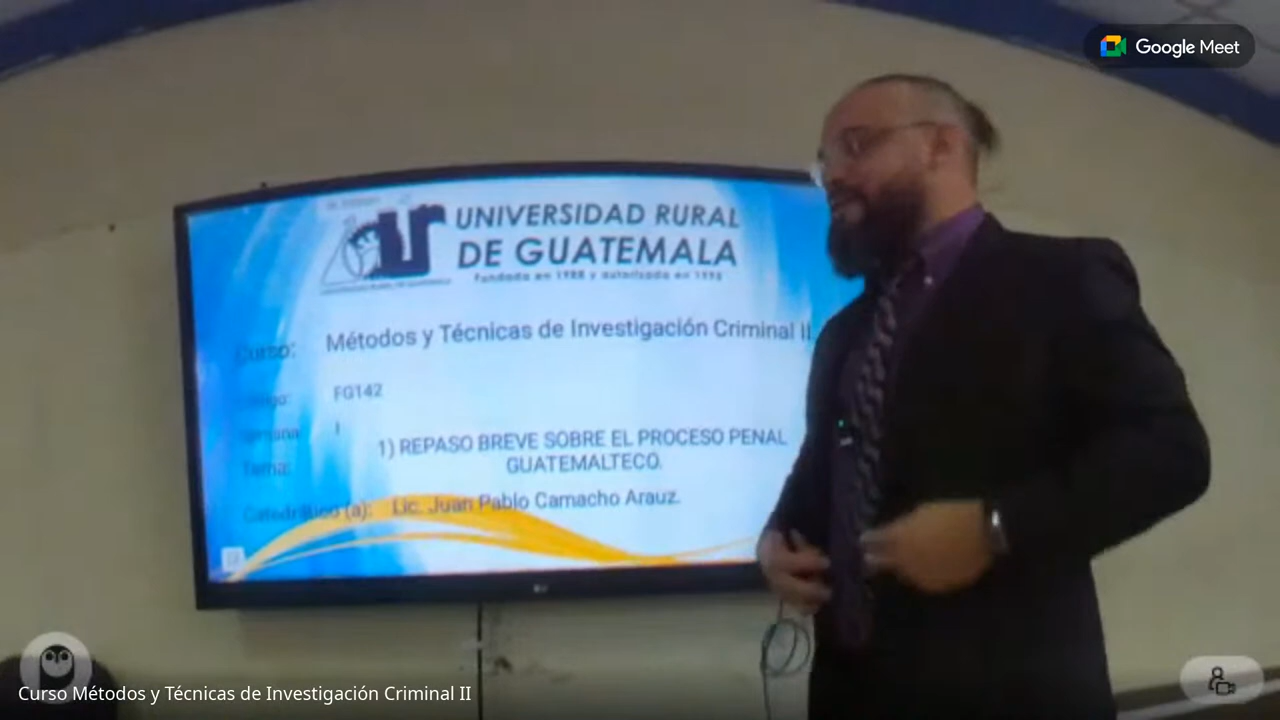 Google Meet
UNIVERSIDAD RURAL
DE GUATEMALA
Fundada en 1988 y autorizada en 1995
Curso: Métodos y Técnicas de Investigación Criminal II
FG142
I
Tema: 1) REPASO BREVE SOBRE EL PROCESO PENAL
GUATEMALTECO.
Catedrático (a): Lic. Juan Pablo Camacho Arauz.
Curso Métodos y Técnicas de Investigación Criminal II